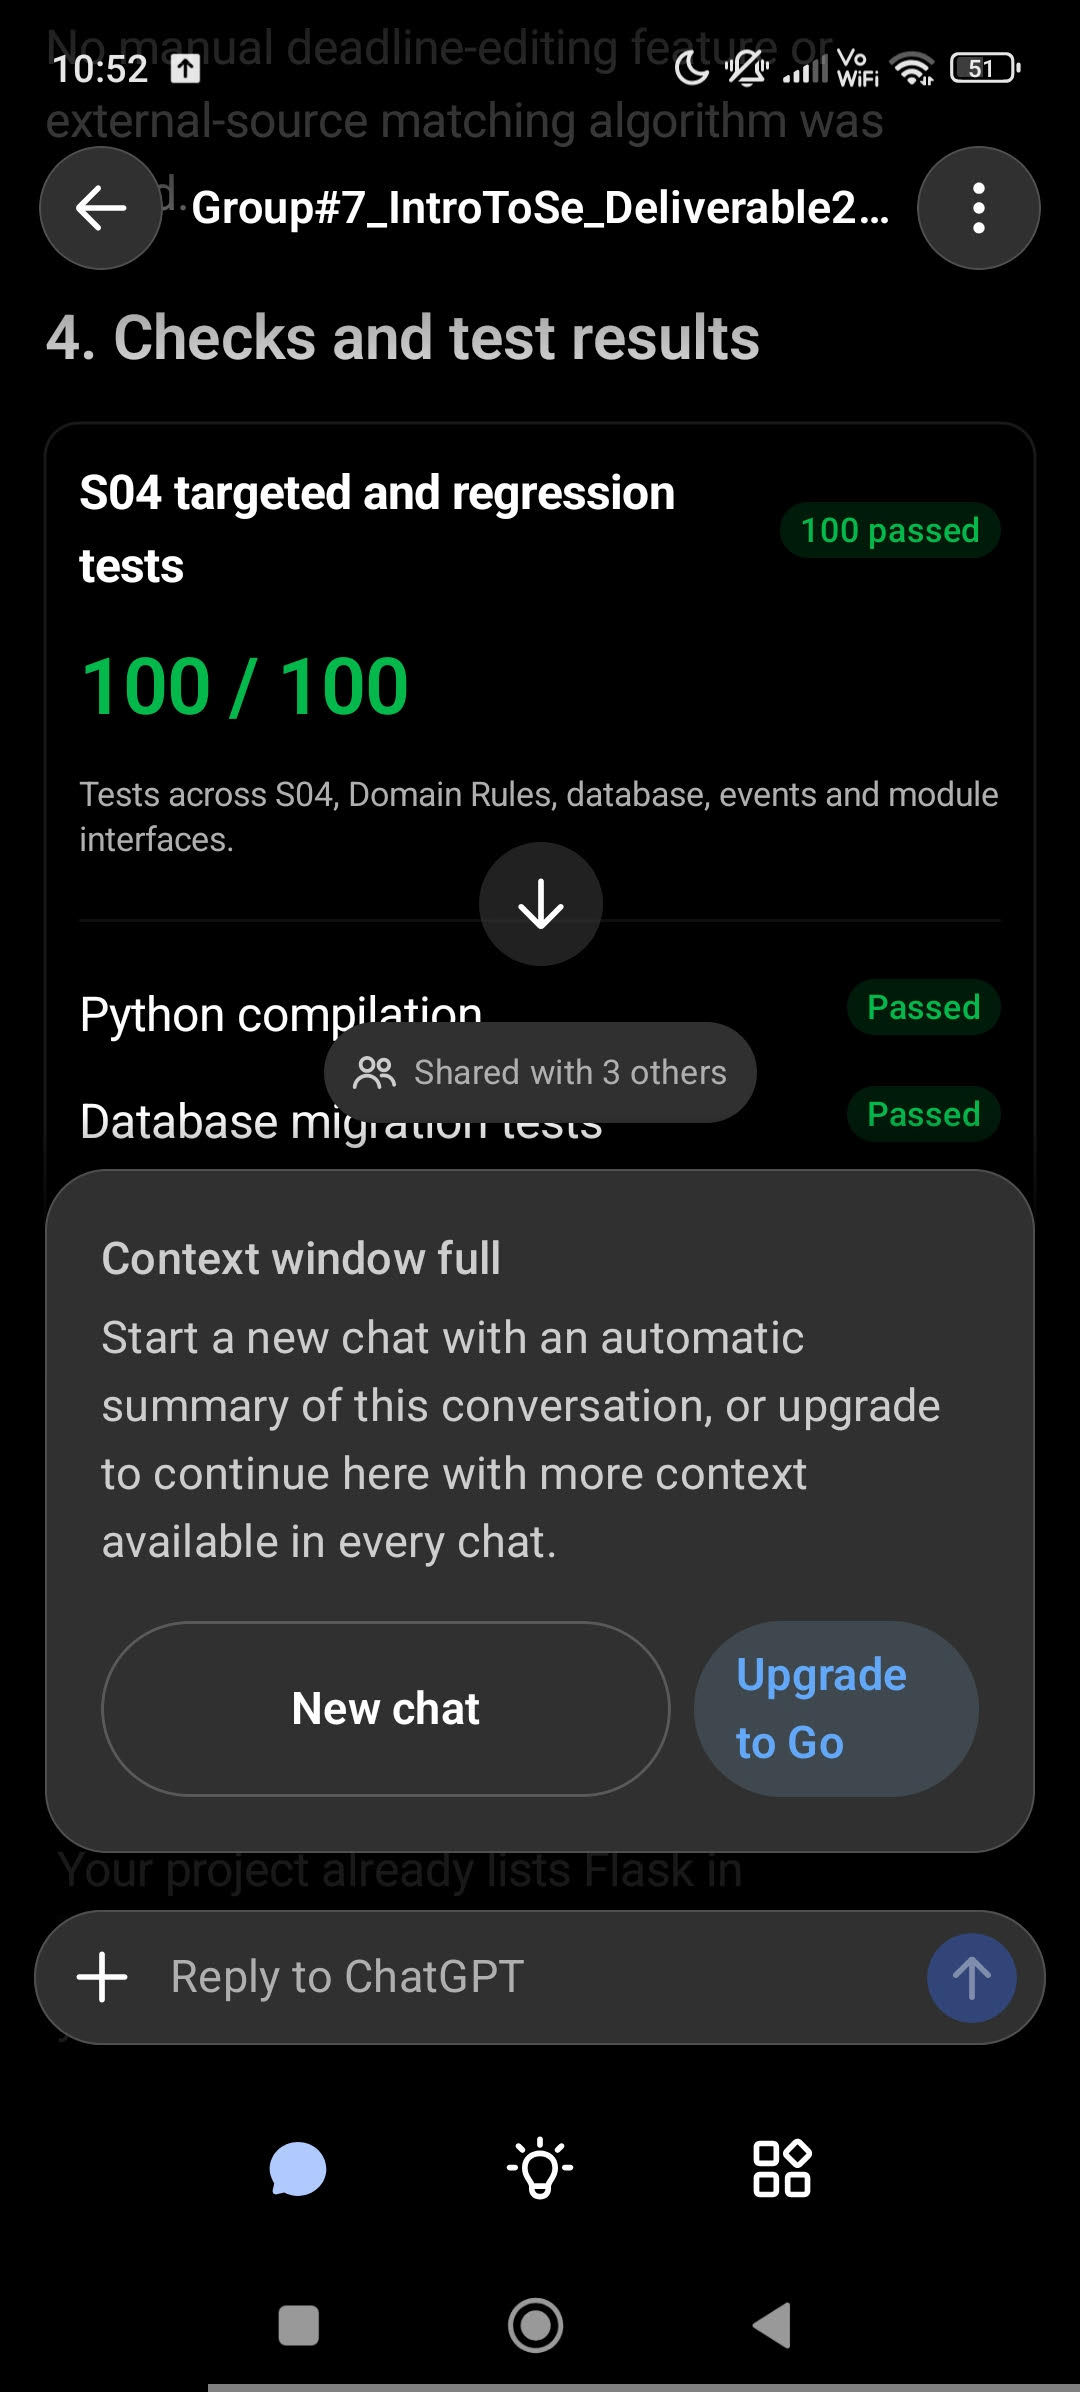 No manual deadline-editing feature or
10:52
Vo
WiFi
51
external-source matching algorithm was
d.
Group#7_IntroToSe_Deliverable2...
4. Checks and test results
S04 targeted and regression
tests
100 passed
100 / 100
Tests across S04, Domain Rules, database, events and module
interfaces.
Python compilation
Passed
Shared with 3 others
Database migration tests
Passed
Context window full
Start a new chat with an automatic
summary of this conversation, or upgrade
to continue here with more context
available in every chat.
New chat
Upgrade
to Go
Your project already lists Flask in
Reply to ChatGPT